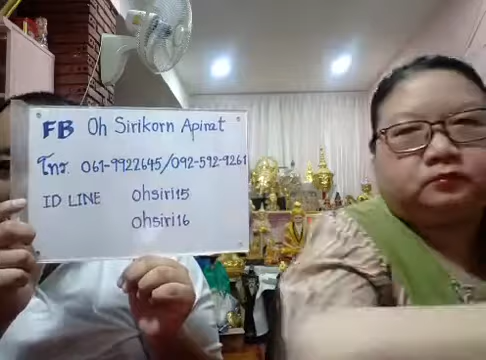 FB Oh Sirikorn Apirat
โทร. 061-9922645/092-592-9261
ID LINE ohsiri15
ohsiri16